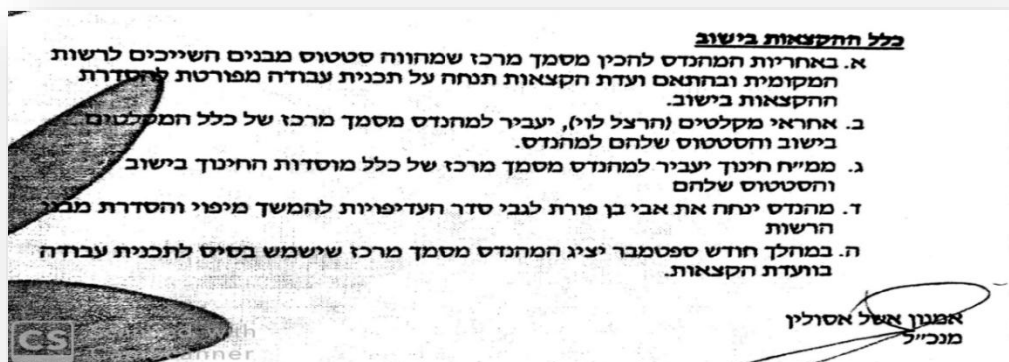 כלל ההקצאות בישוב
א. באחריות המהנדס להכין מסמך מרכז שמהווה סטטוס מבנים השייכים לרשות
המקומית ובהתאם ועדת הקצאות תנחה על תכנית עבודה מפורטת להסדרת
ההקצאות בישוב.
ב. אחראי מקלטים (הרצל לוי), יעביר למהנדס מסמך מרכז של כלל המקלטים
בישוב והסטטוס שלהם למהנדס.
ג. ממ״ח חינוך יעביר למהנדס מסמך מרכז של כלל מוסדות החינוך בישוב
והסטטוס שלהם
ד. מהנדס ינחה את אבי בן פורת לגבי סדר העדיפויות להמשך מיפוי והסדרת מבני
הרשות
ה. במהלך חודש ספטמבר יציג המהנדס מסמך מרכז שישמש בסיס לתכנית עבודה
בוועדת הקצאות.
אמנון אשל אסולין
מנכ״ל
CS